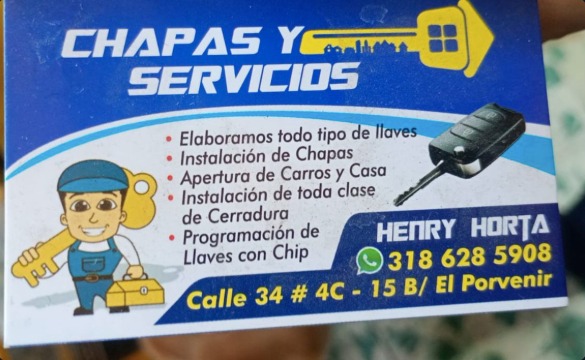 CHAPAS Y
SERVICIOS
• Elaboramos todo tipo de llaves
• Instalación de Chapas
• Apertura de Carros y Casa
• Instalación de toda clase
de Cerradura
• Programación de
Llaves con Chip
HENRY HORTA
318 628 5908
Calle 34 # 4C - 15 B/ El Porvenir